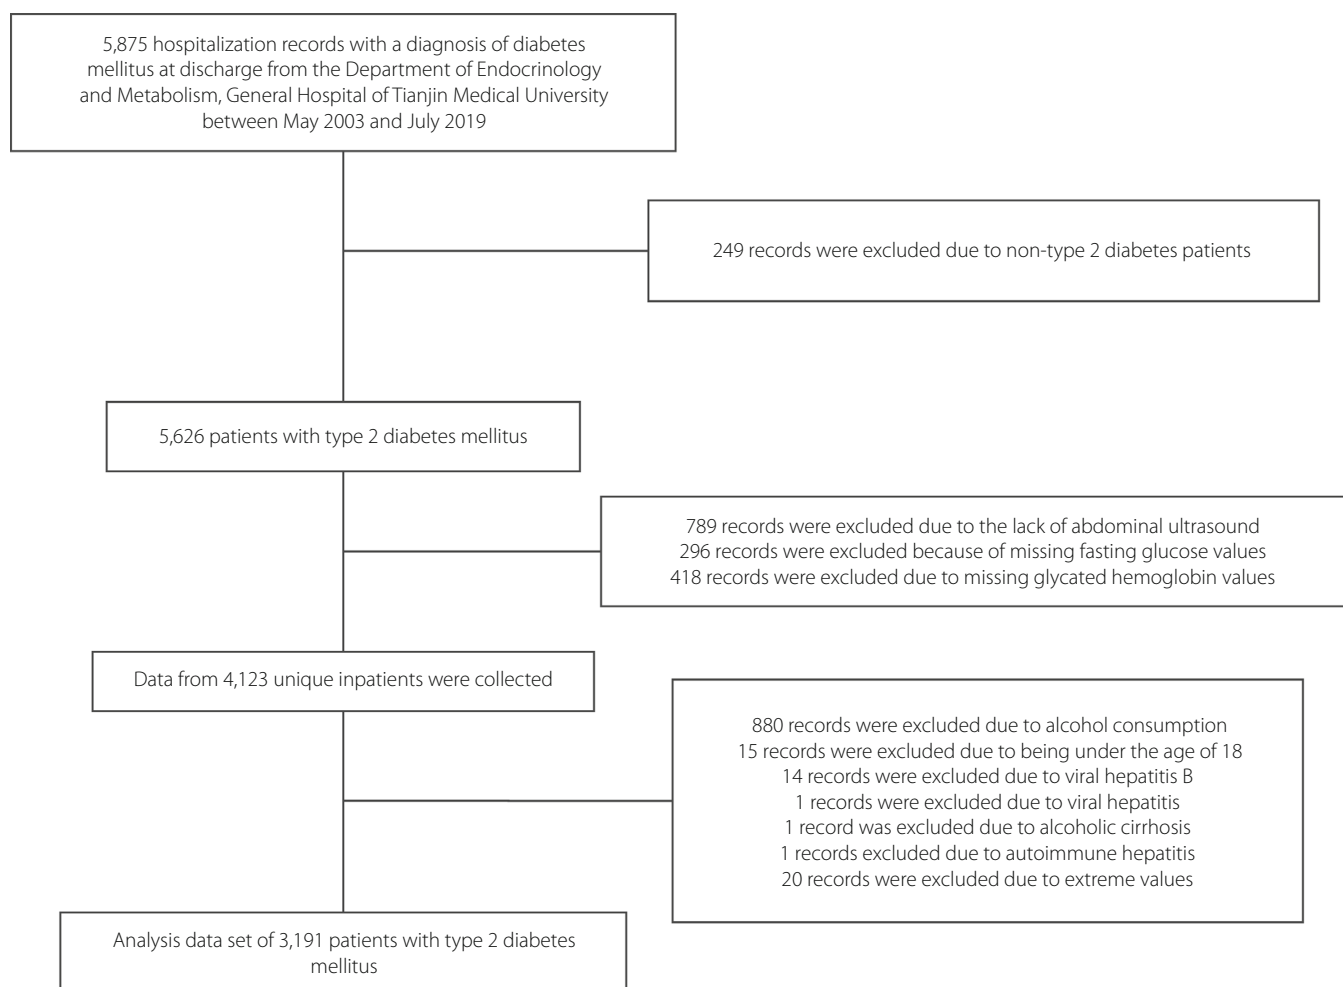 5,875 hospitalization records with a diagnosis of diabetes
mellitus at discharge from the Department of Endocrinology
and Metabolism, General Hospital of Tianjin Medical University
between May 2003 and July 2019
249 records were excluded due to non-type 2 diabetes patients
5,626 patients with type 2 diabetes mellitus
789 records were excluded due to the lack of abdominal ultrasound
296 records were excluded because of missing fasting glucose values
418 records were excluded due to missing glycated hemoglobin values
Data from 4,123 unique inpatients were collected
880 records were excluded due to alcohol consumption
15 records were excluded due to being under the age of 18
14 records were excluded due to viral hepatitis B
1 records were excluded due to viral hepatitis
1 record was excluded due to alcoholic cirrhosis
1 records excluded due to autoimmune hepatitis
20 records were excluded due to extreme values
Analysis data set of 3,191 patients with type 2 diabetes
mellitus